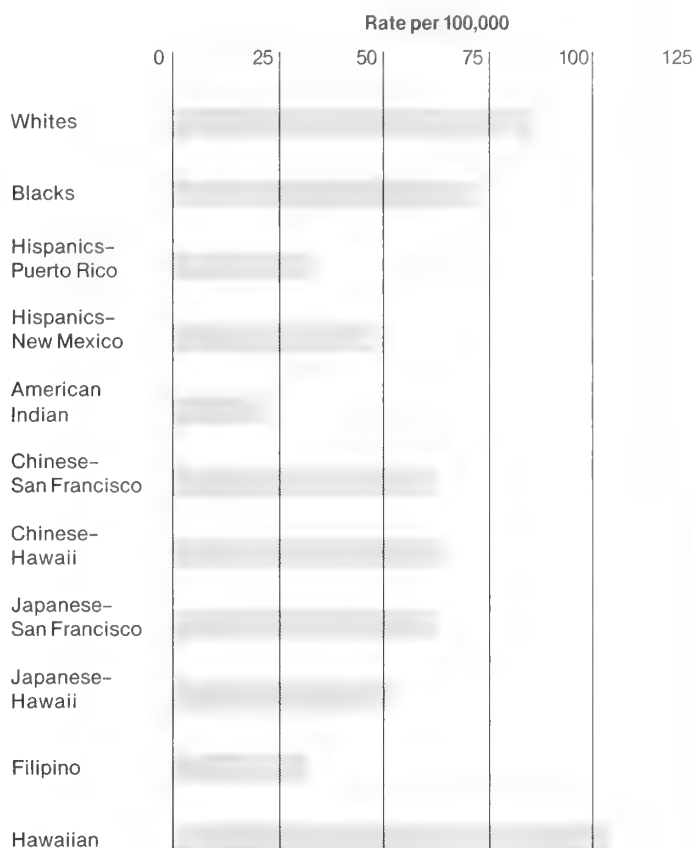 Rate per 100,000
0 25 50 75 100 125
Whites
Blacks
Hispanics–
Puerto Rico
Hispanics–
New Mexico
American
Indian
Chinese–
San Francisco
Chinese–
Hawaii
Japanese–
San Francisco
Japanese–
Hawaii
Filipino
Hawaiian